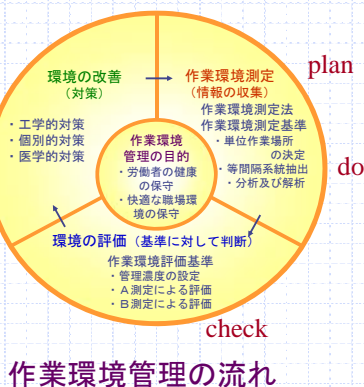 環境の改善
（対策）
・工学的対策
・個別的対策
・医学的対策
作業環境測定
（情報の収集）
作業環境測定法
作業環境測定基準
・単位作業場所
の決定
・等間隔系統抽出
・分析及び解析
plan
do
作業環境
管理の目的
・労働者の健康
の保守
・快適な職場環
境の保守
環境の評価（基準に対して判断）
作業環境評価基準
・管理濃度の設定
・Ａ測定による評価
・Ｂ測定による評価
check
作業環境管理の流れ